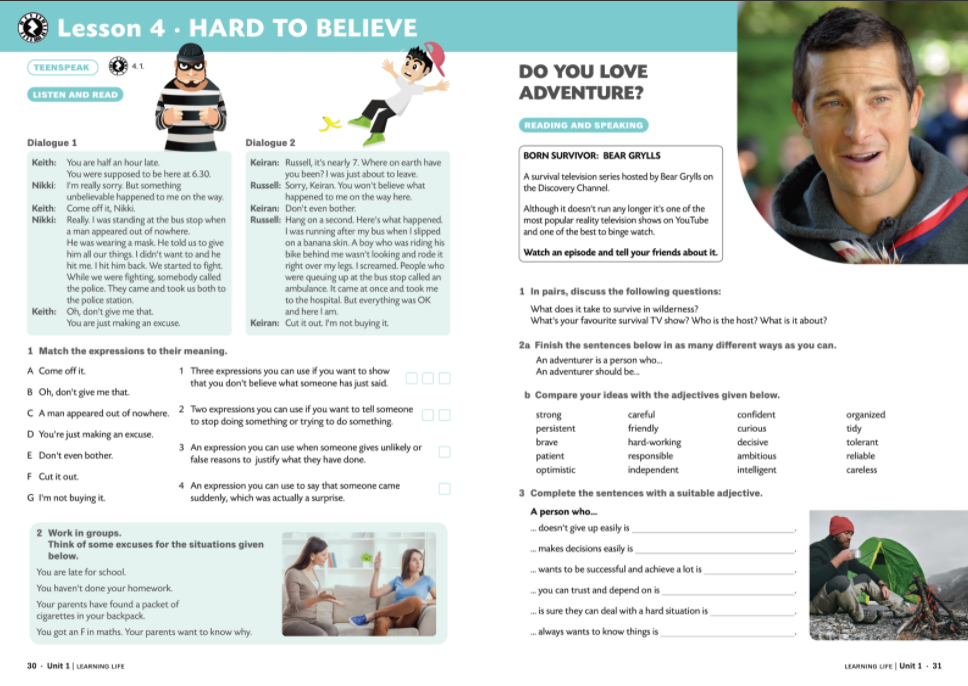 Lesson 4 · HARD TO BELIEVE
TEENSPEAK
4. 1.
LISTEN AND READ
Dialogue 1
Keith: You are half an hour late.
You were supposed to be here at 6.30.
Nikki: I'm really sorry. But something
unbelievable happened to me on the way.
Keith: Come off it, Nikki.
Nikki: Really. I was standing at the bus stop when
a man appeared out of nowhere.
He was wearing a mask. He told us to give
him all our things. I didn't want to and he
hit me. I hit him back. We started to fight.
While we were fighting, somebody called
the police. They came and took us both to
the police station.
Keith: Oh, don't give me that.
You are just making an excuse.
Dialogue 2
Keiran: Russell, it's nearly 7. Where on earth have
you been? I was just about to leave.
Russell: Sorry, Keiran. You won't believe what
happened to me on the way here.
Keiran: Don't even bother.
Russell: Hang on a second. Here's what happened.
I was running after my bus when I slipped
on a banana skin. A boy who was riding his
bike behind me wasn't looking and rode it
right over my legs. I screamed. People who
were queuing up at the bus stop called an
ambulance. It came at once and took me
to the hospital. But everything was OK
and here I am.
Keiran: Cut it out. I'm not buying it.
1 Match the expressions to their meaning.
A Come off it.
B Oh, don't give me that.
C A man appeared out of nowhere.
D You're just making an excuse.
E Don't even bother.
F Cut it out.
G I'm not buying it.
1 Three expressions you can use if you want to show
that you don't believe what someone has just said.
2 Two expressions you can use if you want to tell someone
to stop doing something or trying to do something.
3 An expression you can use when someone gives unlikely or
false reasons to justify what they have done.
4 An expression you can use to say that someone came
suddenly, which was actually a surprise.
2 Work in groups.
Think of some excuses for the situations given
below.
You are late for school.
You haven't done your homework.
Your parents have found a packet of
cigarettes in your backpack.
You got an F in maths. Your parents want to know why.
30 · Unit 1 | LEARNING LIFE
DO YOU LOVE
ADVENTURE?
READING AND SPEAKING
BORN SURVIVOR: BEAR GRYLLS
A survival television series hosted by Bear Grylls on
the Discovery Channel.
Although it doesn't run any longer it's one of the
most popular reality television shows on YouTube
and one of the best to binge watch.
Watch an episode and tell your friends about it.
1 In pairs, discuss the following questions:
What does it take to survive in wilderness?
What's your favourite survival TV show? Who is the host? What is it about?
2a Finish the sentences below in as many different ways as you can.
An adventurer is a person who...
An adventurer should be...
b Compare your ideas with the adjectives given below.
strong careful confident organized
persistent friendly curious tidy
brave hard-working decisive tolerant
patient responsible ambitious reliable
optimistic independent intelligent careless
3 Complete the sentences with a suitable adjective.
A person who...
... doesn't give up easily is ____________________.
... makes decisions easily is ____________________.
... wants to be successful and achieve a lot is ____________________.
... you can trust and depend on is ____________________.
... is sure they can deal with a hard situation is ____________________.
... always wants to know things is ____________________.
LEARNING LIFE | Unit 1 · 31